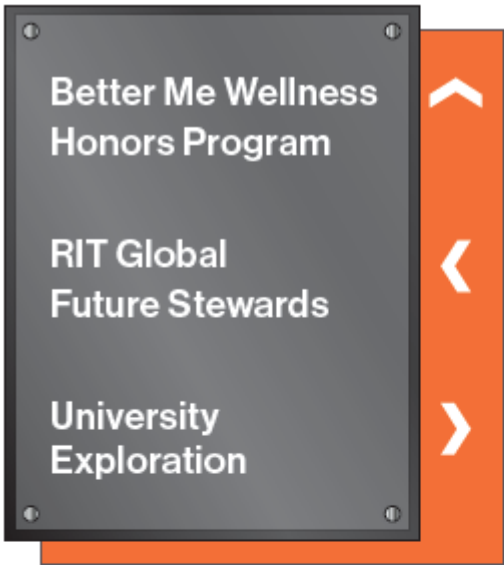 Better Me Wellness
Honors Program
RIT Global
Future Stewards
University
Exploration